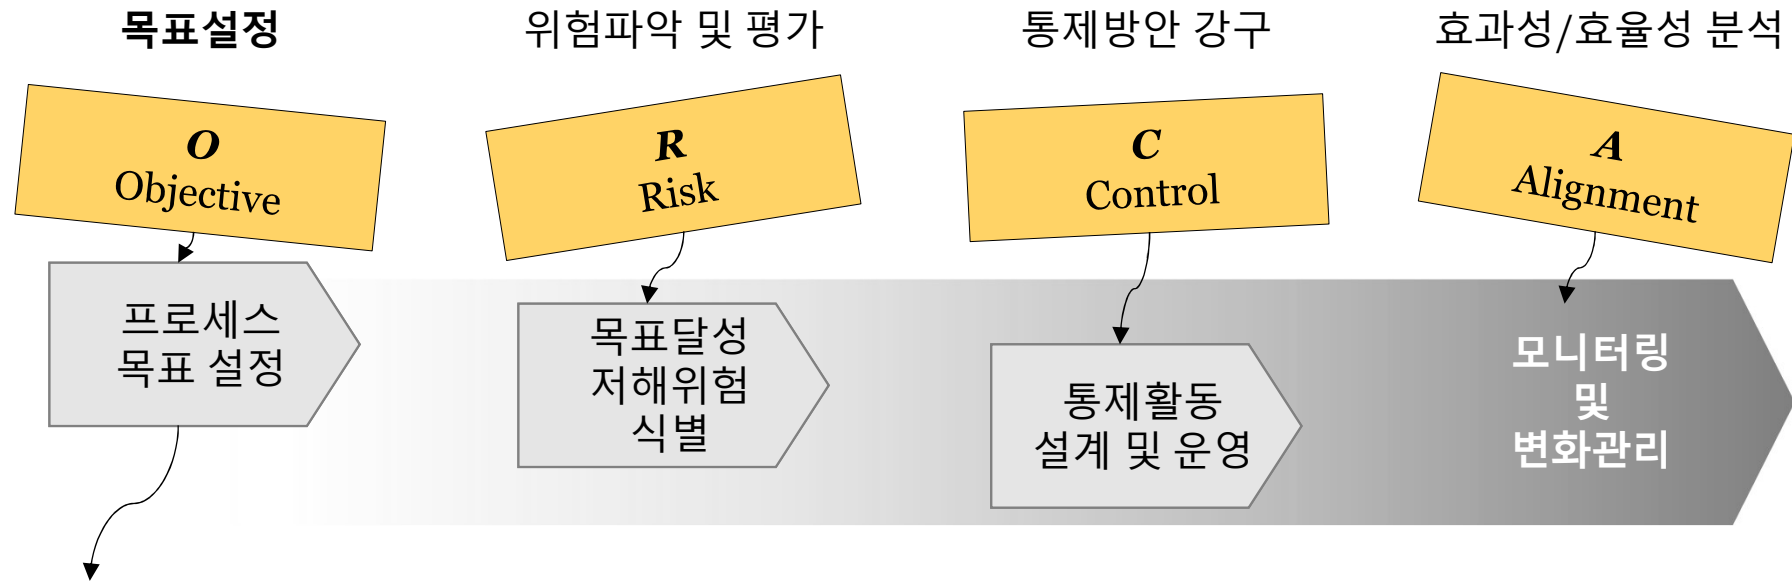 목표설정
위험파악 및 평가
통제방안 강구
효과성/효율성 분석
O
Objective
R
Risk
C
Control
A
Alignment
프로세스
목표 설정
목표달성
저해위험
식별
통제활동
설계 및 운영
모니터링
및
변화관리